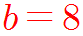 b = 8